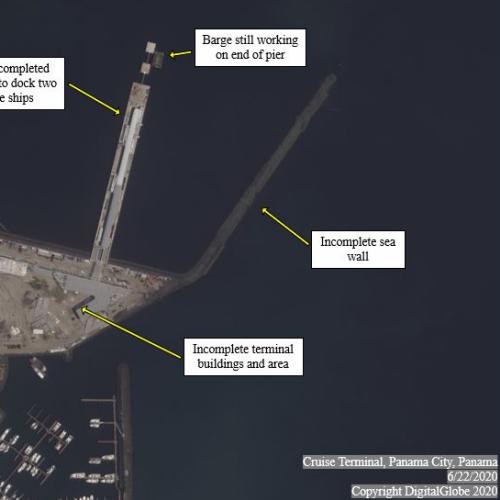 Barge still working
on end of pier
completed
to dock two
ships
Incomplete sea
wall
Incomplete terminal
buildings and area
Cruise Terminal, Panama City, Panama
6/22/2020
Copyright DigitalGlobe 2020